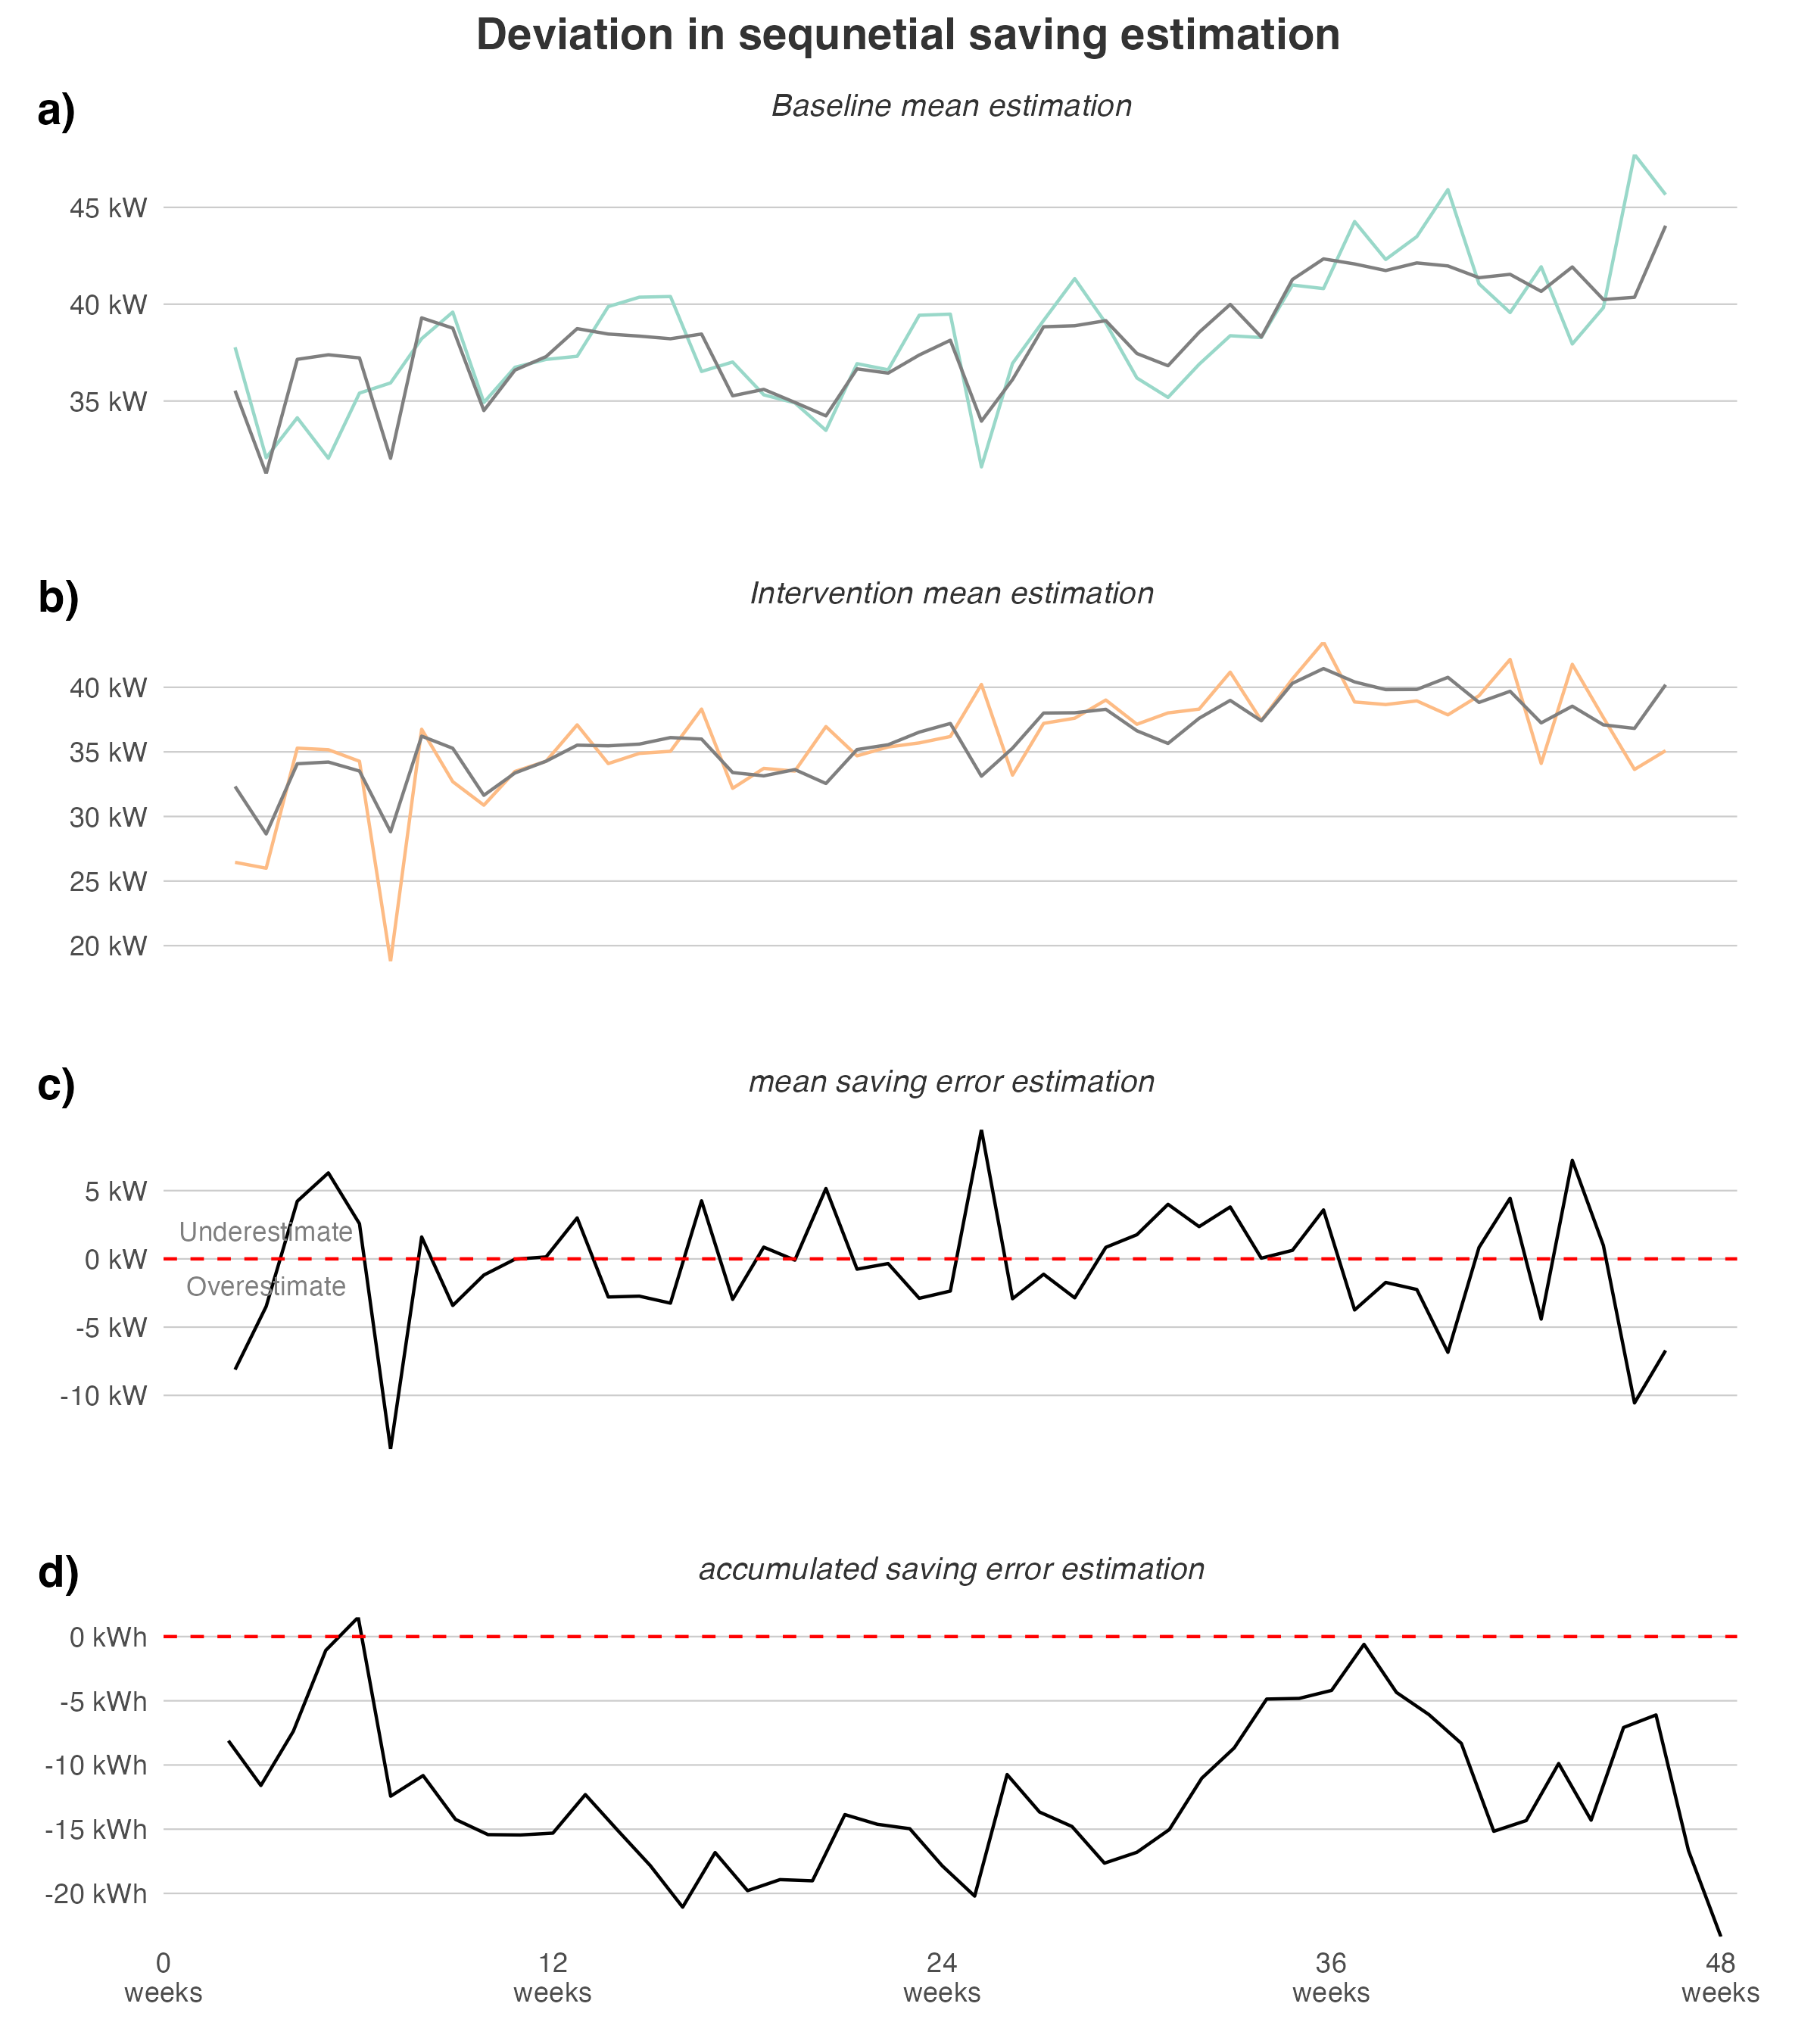 Deviation in sequnetial saving estimation
a)
Baseline mean estimation
45 kW
40 kW
35 kW
b)
Intervention mean estimation
40 kW
35 kW
30 kW
25 kW
20 kW
c)
mean saving error estimation
5 kW
Underestimate
0 kW
Overestimate
-5 kW
-10 kW
d)
accumulated saving error estimation
0 kWh
-5 kWh
-10 kWh
-15 kWh
-20 kWh
0 12 24 36 48
weeks weeks weeks weeks weeks